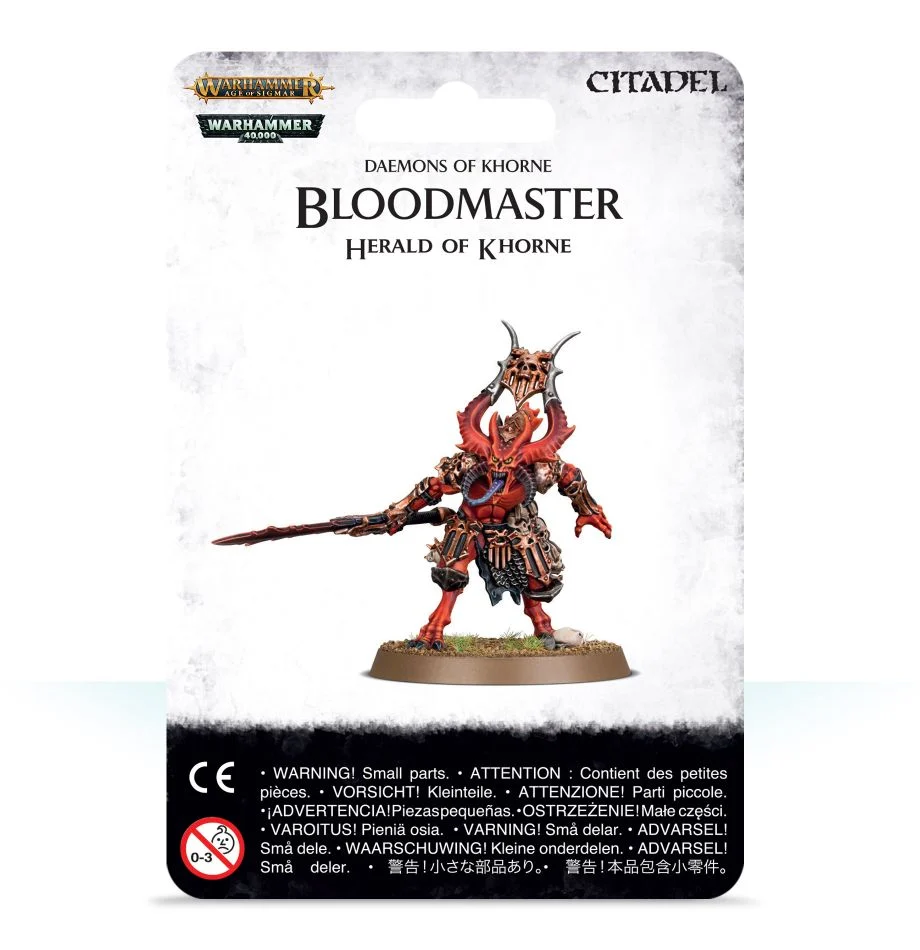 WARHAMMER
AGE OF SIGMAR
WARHAMMER
40,000
CITADEL
DAEMONS OF KHORNE
BLOODMASTER
HERALD OF KHORNE
CE
0-3
• WARNING! Small parts. • ATTENTION : Contient des petites
pièces. • VORSICHT! Kleinteile. • ATTENZIONE! Parti piccole.
•¡ADVERTENCIA!Piezaspequeñas.•OSTRZEŻENIE!Małe części.
• VAROITUS! Pieniä osia. • VARNING! Små delar. • ADVARSEL!
Små dele. • WAARSCHUWING! Kleine onderdelen. • ADVARSEL!
Små deler. • 警告!小さな部品あり。• 警告!本品包含小零件。